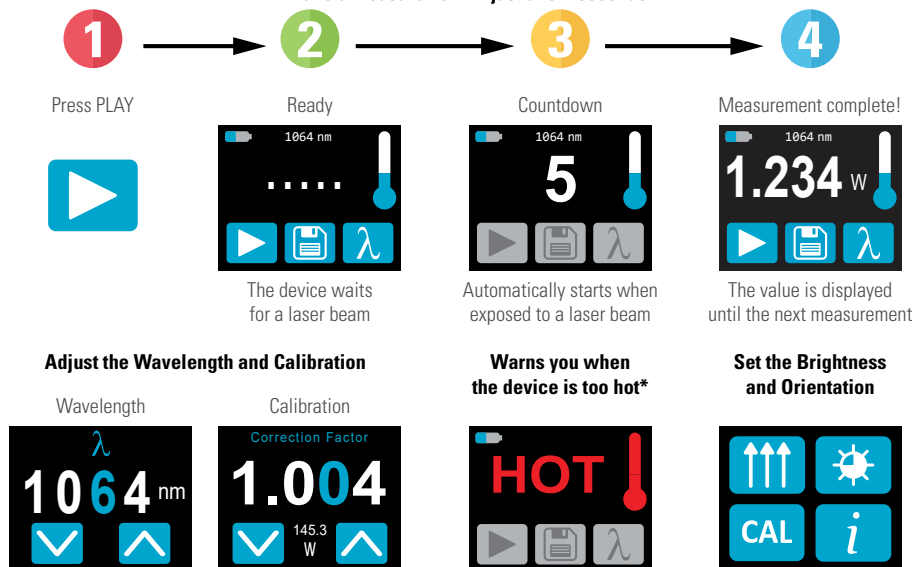 1
2
3
4
Press PLAY
Ready
Countdown
Measurement complete!
1064 nm
.....
λ
1064 nm
5
λ
1064 nm
1.234 W
λ
The device waits
for a laser beam
Automatically starts when
exposed to a laser beam
The value is displayed
until the next measurement
Adjust the Wavelength and Calibration
Warns you when
the device is too hot*
Set the Brightness
and Orientation
Wavelength
Calibration
λ
1064 nm
Correction Factor
1.004
145.3
W
HOT
λ
CAL
i